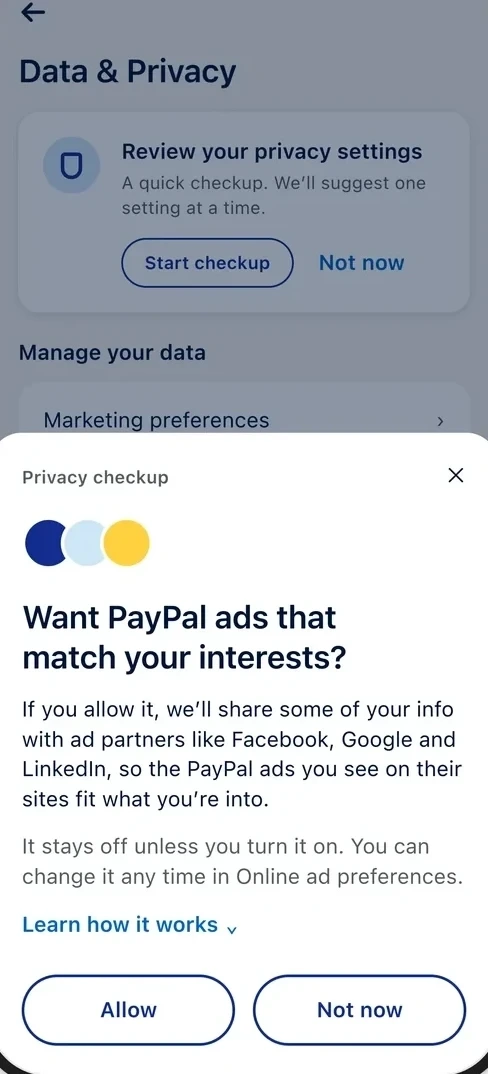 Data & Privacy
Review your privacy settings
A quick checkup. We’ll suggest one
setting at a time.
Start checkup
Not now
Manage your data
Marketing preferences
Privacy checkup
Want PayPal ads that
match your interests?
If you allow it, we’ll share some of your info
with ad partners like Facebook, Google and
LinkedIn, so the PayPal ads you see on their
sites fit what you’re into.
It stays off unless you turn it on. You can
change it any time in Online ad preferences.
Learn how it works
Allow
Not now